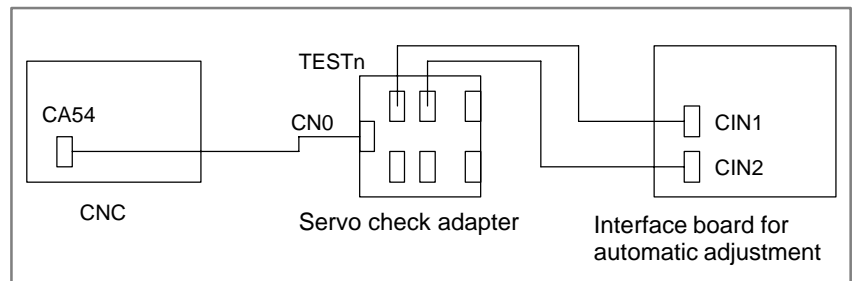 TESTn
CA54
CN0
CIN1
CIN2
CNC
Servo check adapter
Interface board for
automatic adjustment